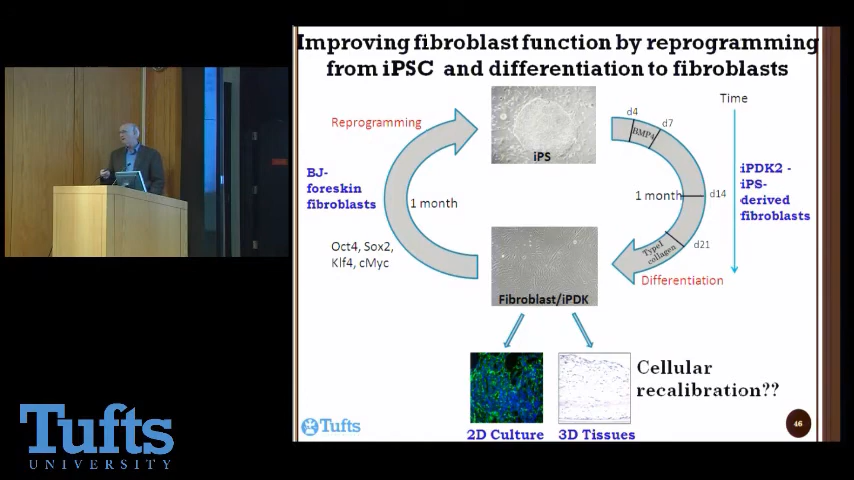 Improving fibroblast function by reprogramming
from iPSC and differentiation to fibroblasts
Reprogramming
iPS
d4
BMP4
d7
Time
BJ-
foreskin
fibroblasts
1 month
1 month
d14
iPDK2 -
iPS-
derived
fibroblasts
Oct4, Sox2,
Klf4, cMyc
TypeI
collagen
d21
Differentiation
Fibroblast/iPDK
Cellular
recalibration??
2D Culture
3D Tissues
Tufts
46
Tufts
UNIVERSITY